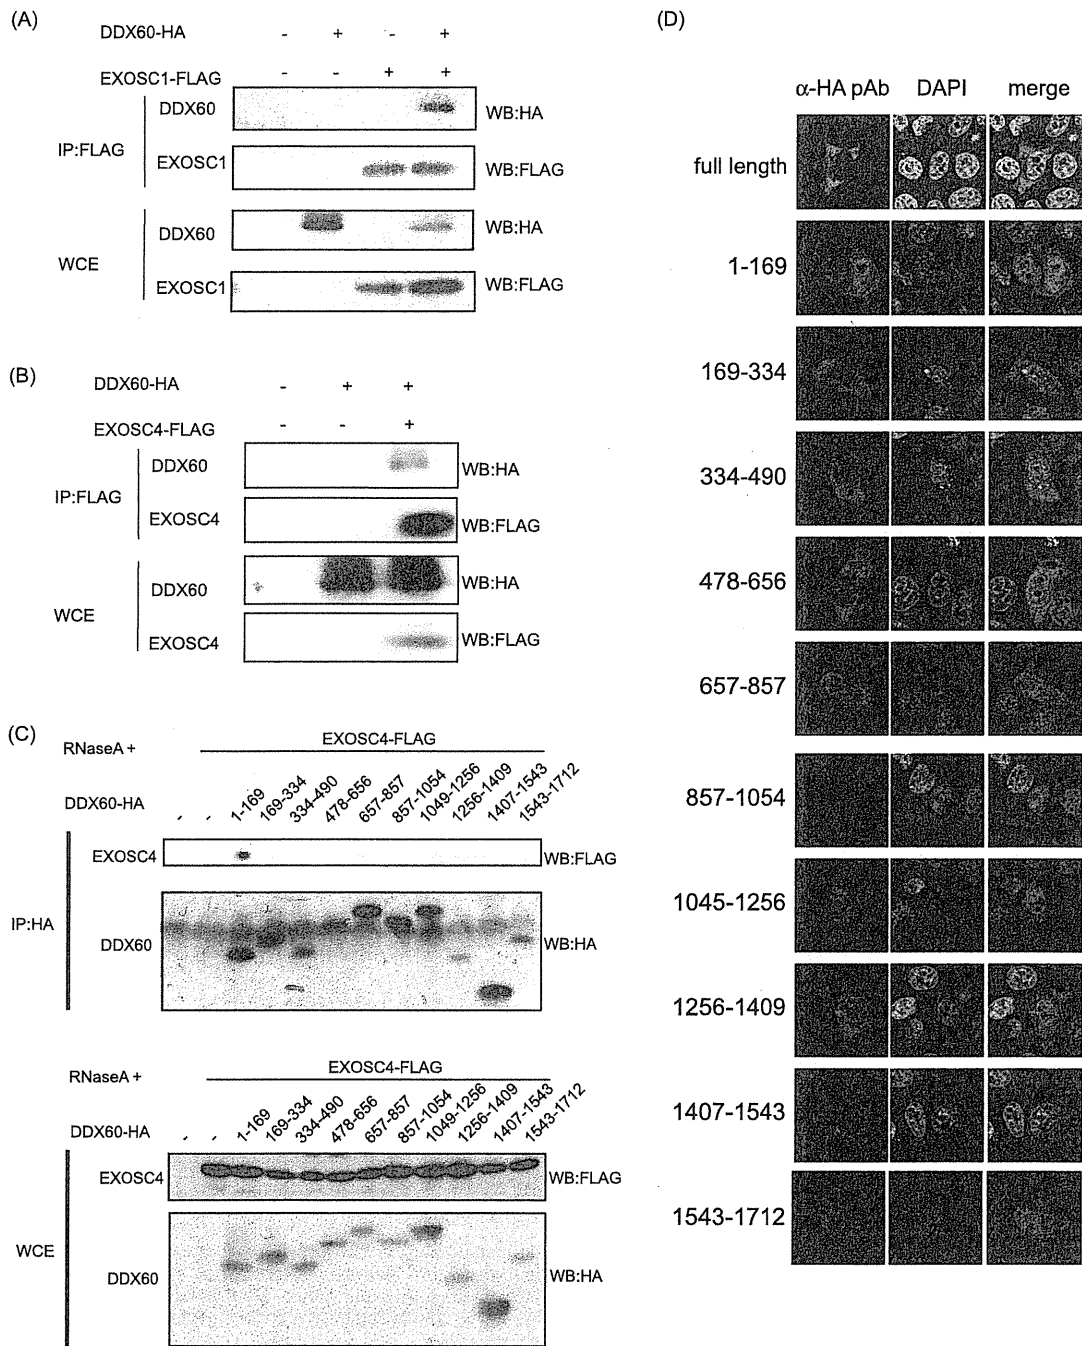 (A)
DDX60-HA - + - +
EXOSC1-FLAG - - + +
IP:FLAG
DDX60 WB:HA
EXOSC1 WB:FLAG
WCE
DDX60 WB:HA
EXOSC1 WB:FLAG
(B)
DDX60-HA - + +
EXOSC4-FLAG - - +
IP:FLAG
DDX60 WB:HA
EXOSC4 WB:FLAG
WCE
DDX60 WB:HA
EXOSC4 WB:FLAG
(C)
RNaseA +
EXOSC4-FLAG
DDX60-HA - - 1-169 169-334 334-490 478-656 657-857 857-1054 1049-1256 1256-1409 1407-1543 1543-1712
IP:HA
EXOSC4 WB:FLAG
DDX60 WB:HA
RNaseA +
EXOSC4-FLAG
DDX60-HA - - 1-169 169-334 334-490 478-656 657-857 857-1054 1049-1256 1256-1409 1407-1543 1543-1712
WCE
EXOSC4 WB:FLAG
DDX60 WB:HA
(D)
α-HA pAb DAPI merge
full length
1-169
169-334
334-490
478-656
657-857
857-1054
1045-1256
1256-1409
1407-1543
1543-1712